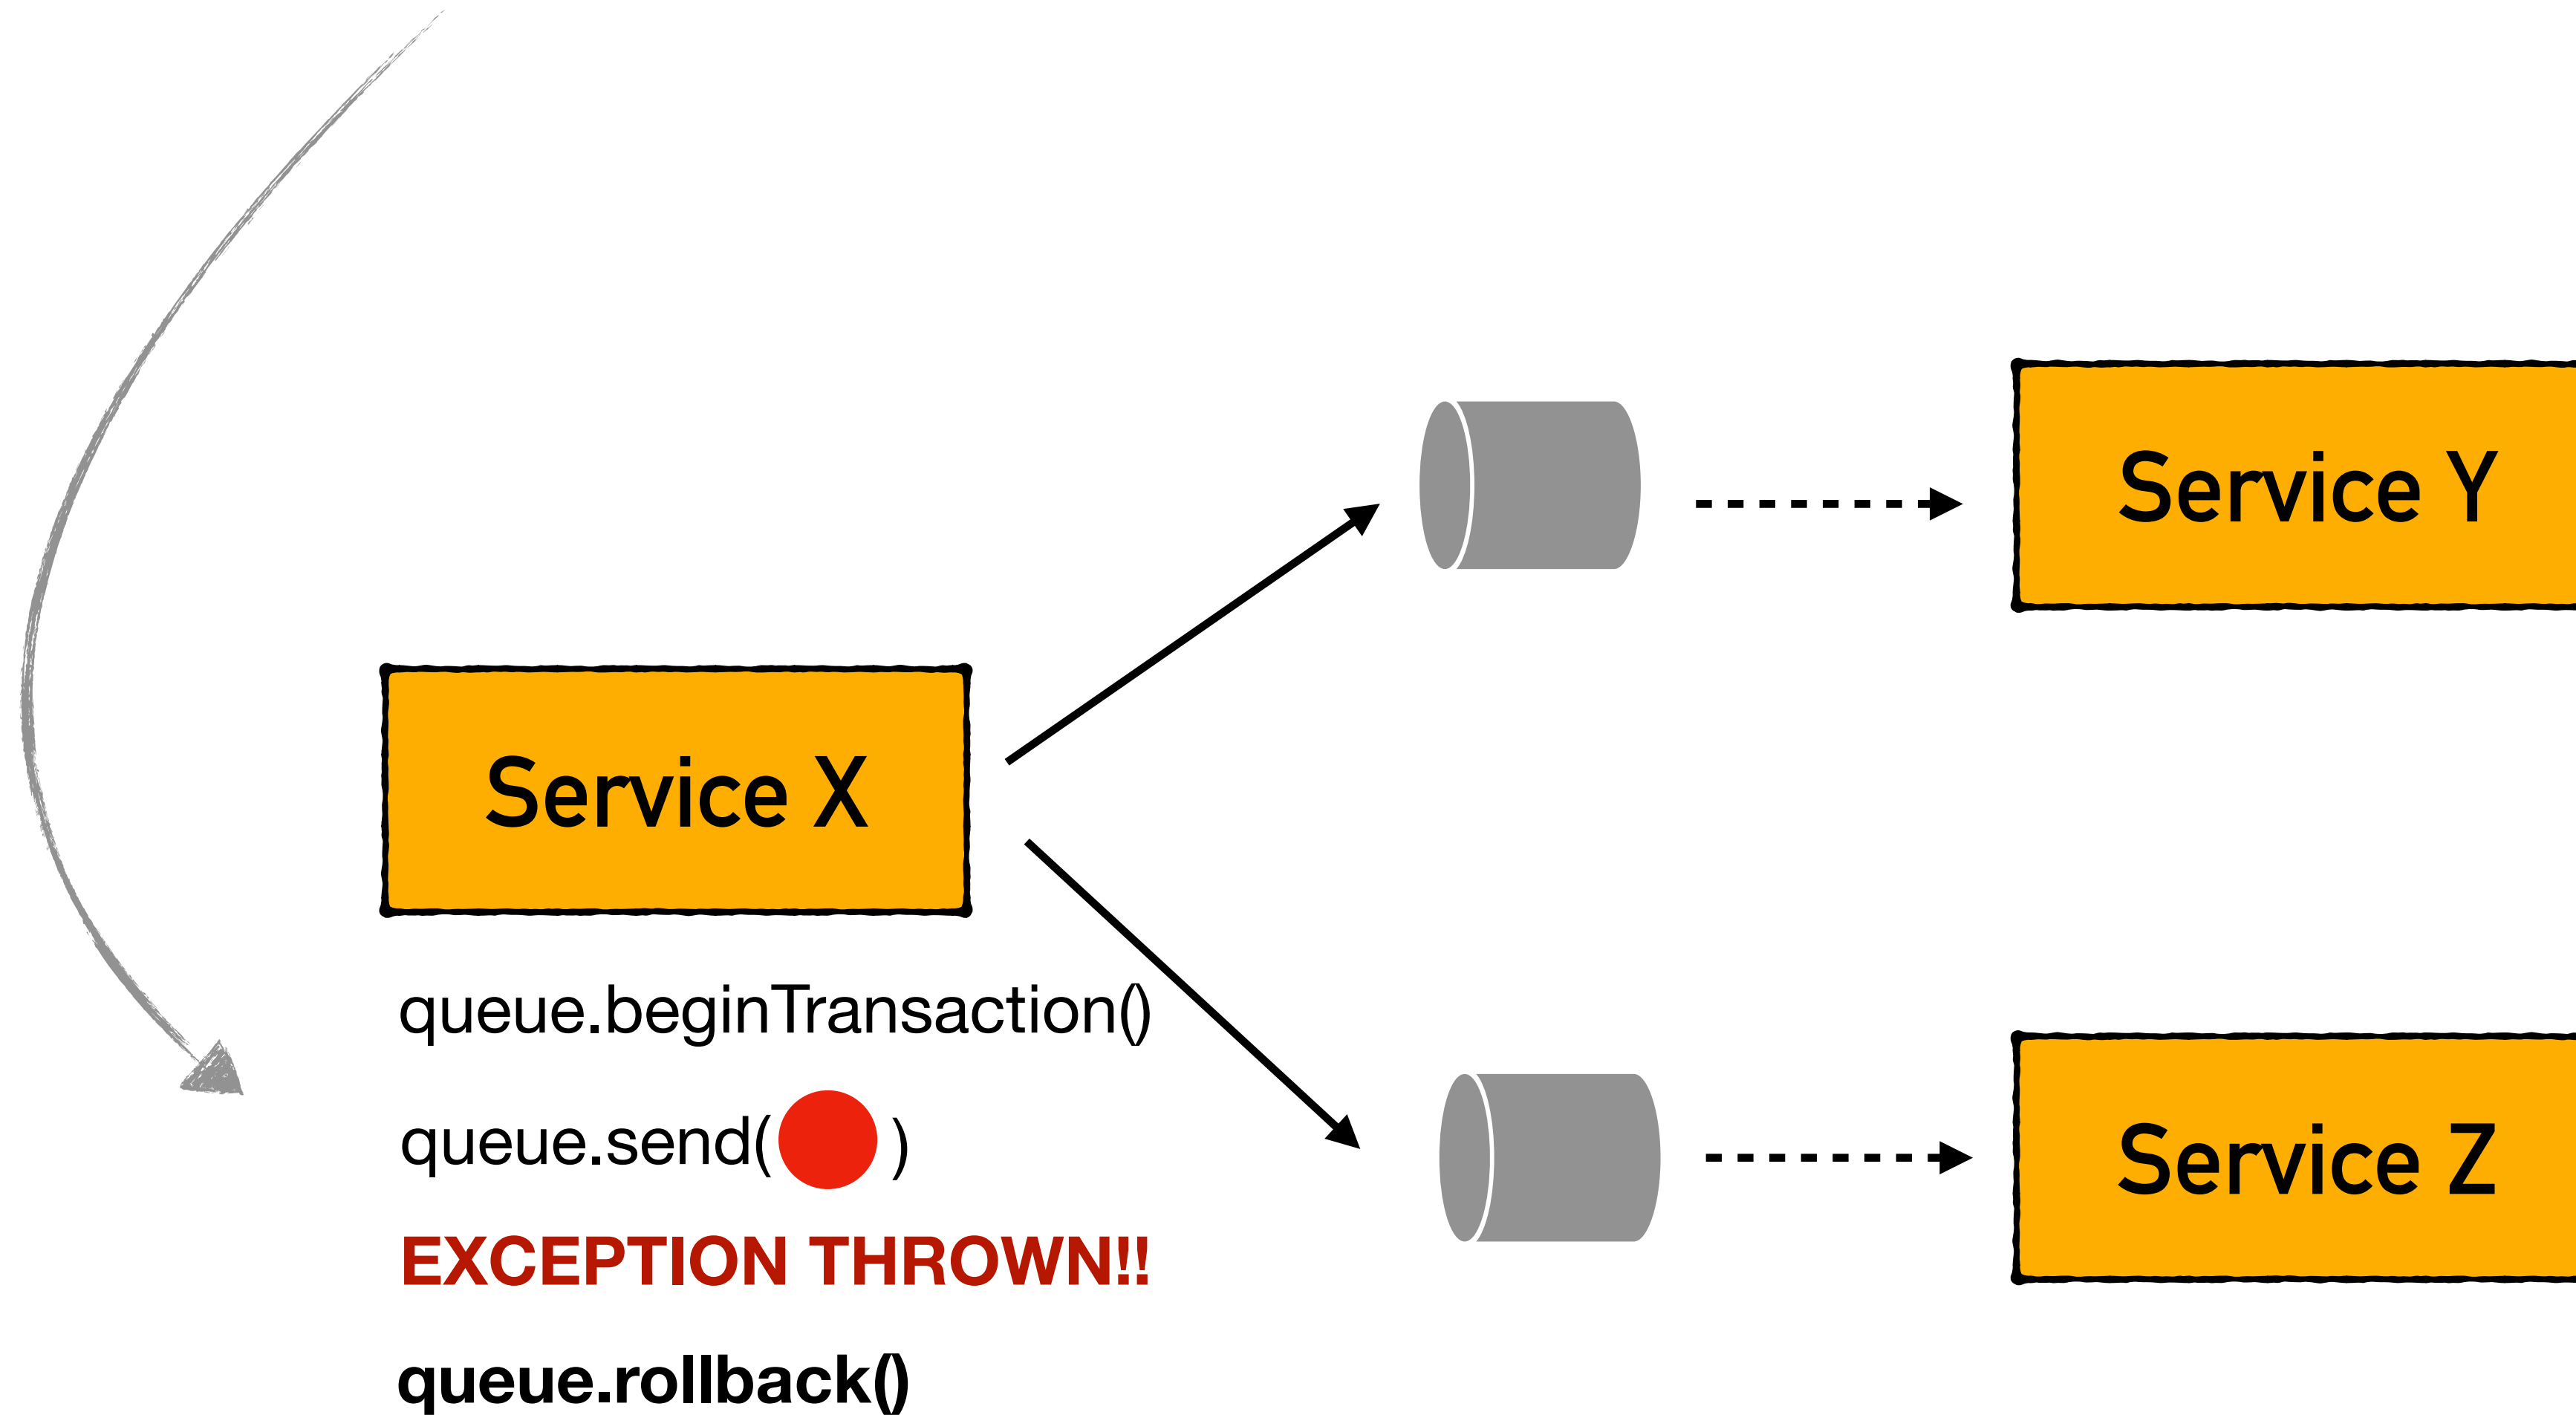 Service Y
Service X
queue.beginTransaction()
queue.send( )
EXCEPTION THROWN!!
queue.rollback()
Service Z